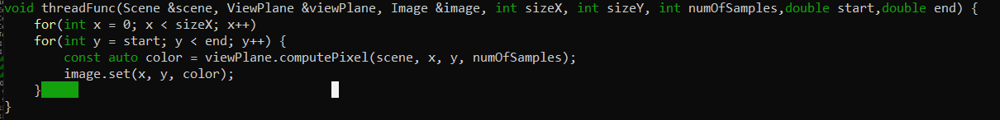 void threadFunc(Scene &scene, ViewPlane &viewPlane, Image &image, int sizeX, int sizeY, int numOfSamples,double start,double end) {
    for(int x = 0; x < sizeX; x++)
    for(int y = start; y < end; y++) {
        const auto color = viewPlane.computePixel(scene, x, y, numOfSamples);
        image.set(x, y, color);
    }
}